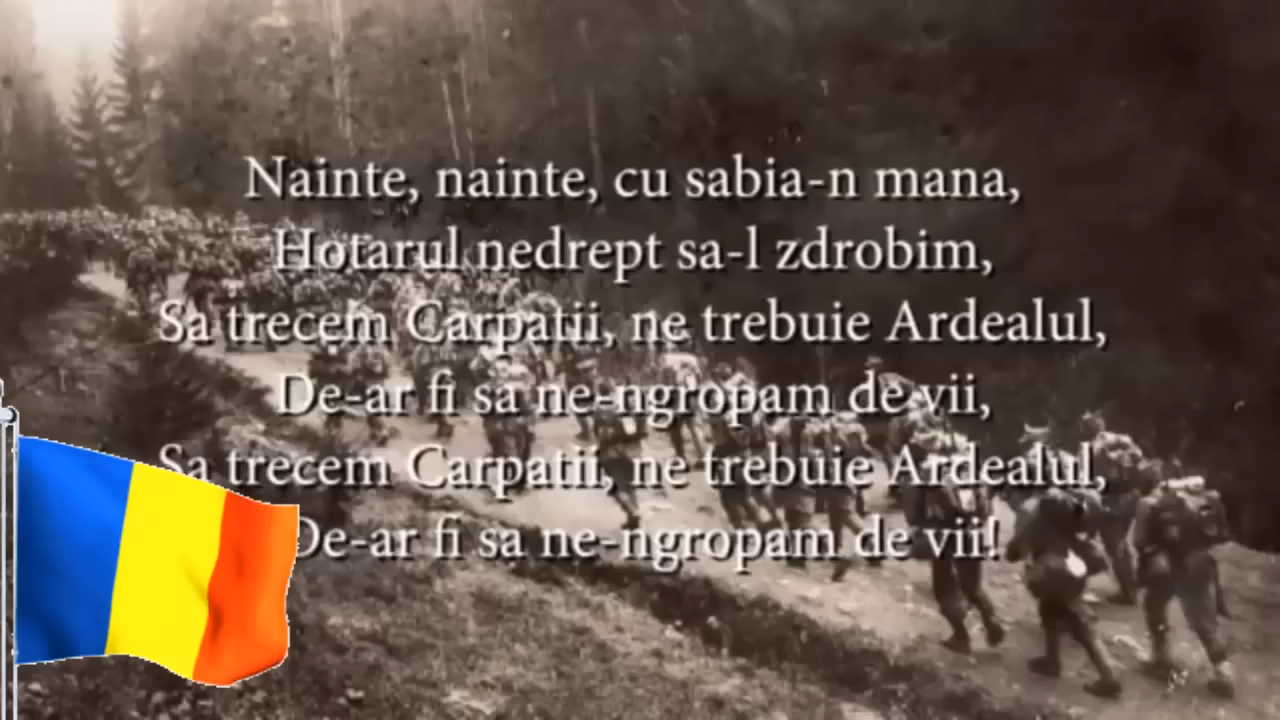 Nainte, nainte, cu sabia-n mana,
Hotarul nedrept sa-l zdrobim,
Sa trecem Carpatii, ne trebuie Ardealul,
De-ar fi sa ne-ngropam de vii,
Sa trecem Carpatii, ne trebuie Ardealul,
De-ar fi sa ne-ngropam de vii!